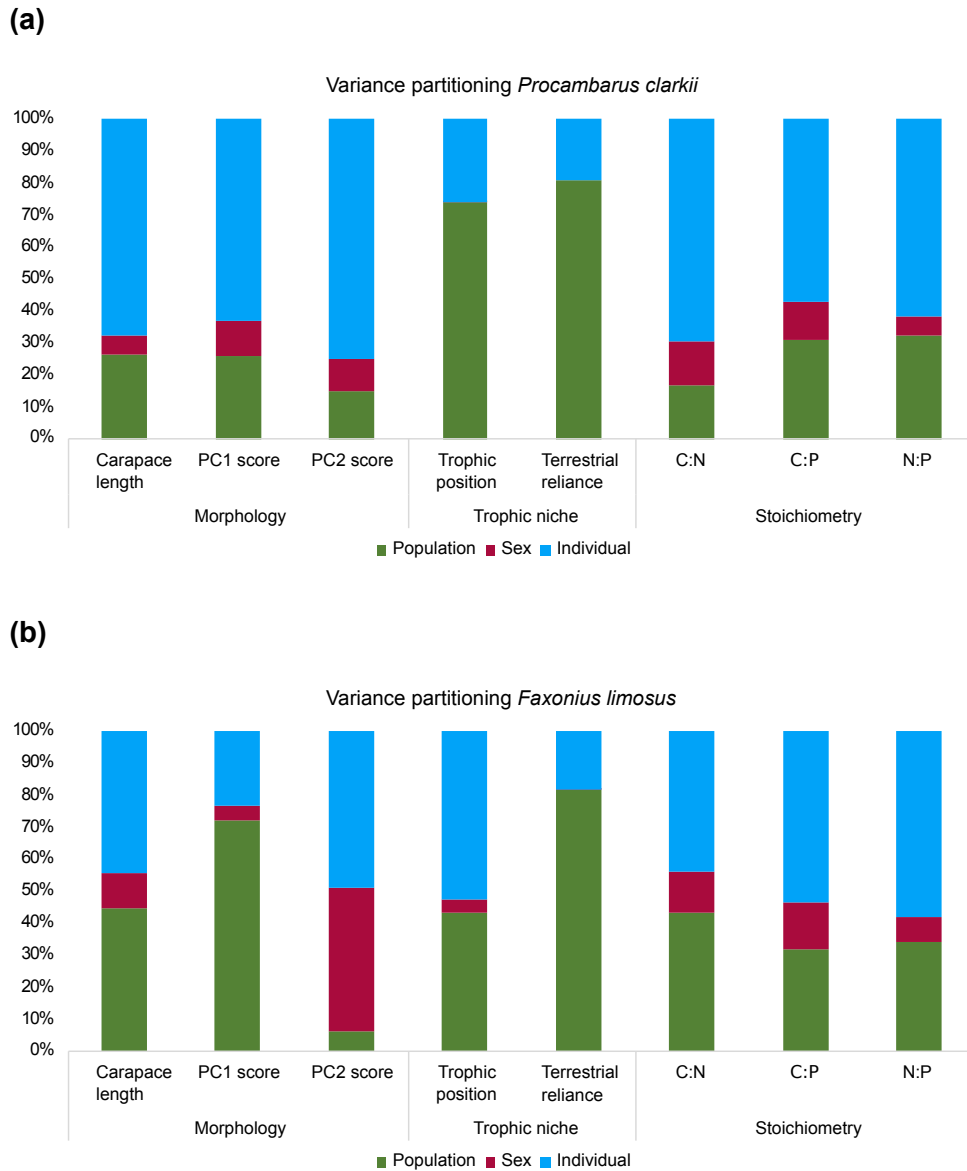 (a)
Variance partitioning Procambarus clarkii
100%
90%
80%
70%
60%
50%
40%
30%
20%
10%
0%
Carapace length PC1 score PC2 score Trophic position Terrestrial reliance C:N C:P N:P
Morphology Trophic niche Stoichiometry
Population Sex Individual
(b)
Variance partitioning Faxonius limosus
100%
90%
80%
70%
60%
50%
40%
30%
20%
10%
0%
Carapace length PC1 score PC2 score Trophic position Terrestrial reliance C:N C:P N:P
Morphology Trophic niche Stoichiometry
Population Sex Individual